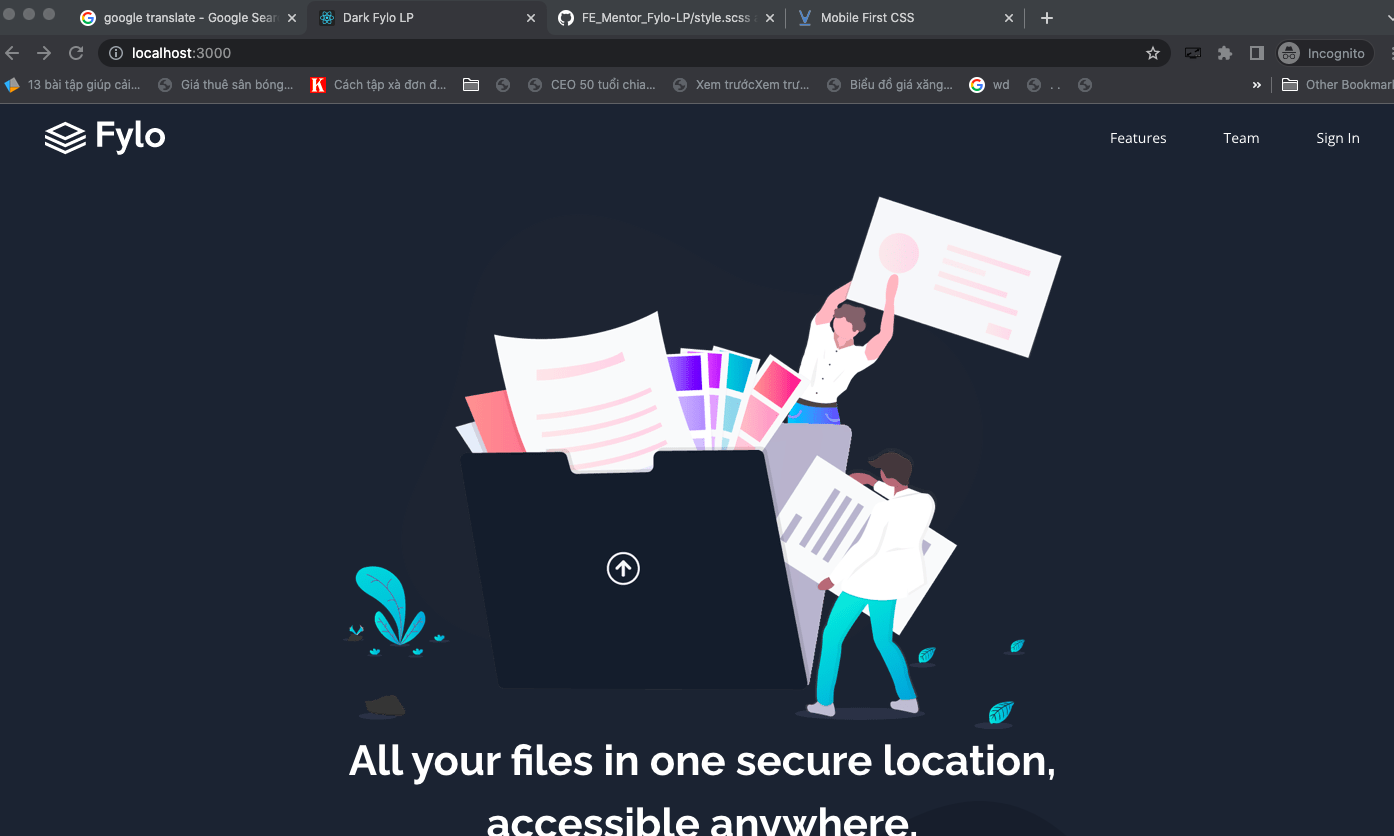 google translate - Google Sear
Dark Fylo LP
FE_Mentor_Fylo-LP/style.scss
Mobile First CSS
localhost:3000
Incognito
13 bài tập giúp cải...
Giá thuê sân bóng...
Cách tập xà đơn đ...
CEO 50 tuổi chia...
Xem trướcXem trư...
Biểu đồ giá xăng...
wd
. .
»
Other Bookmar
Fylo
Features
Team
Sign In
All your files in one secure location,
accessible anywhere.